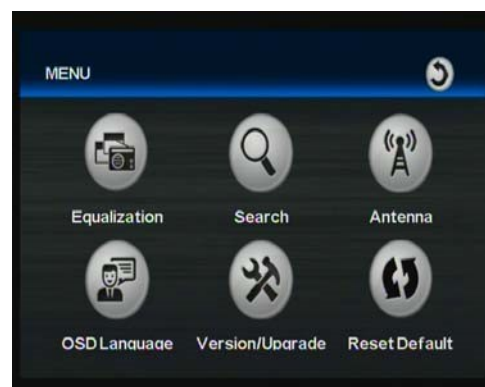 MENU
Equalization Search Antenna
OSD Language Version/Upgrade Reset Default